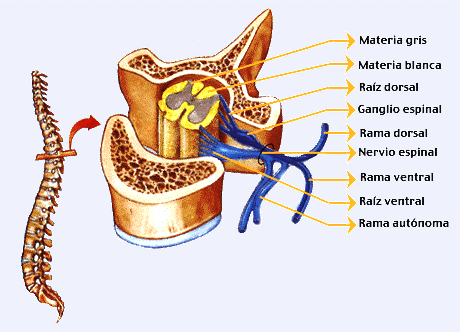 Materia gris
Materia blanca
Raíz dorsal
Ganglio espinal
Rama dorsal
Nervio espinal
Rama ventral
Raíz ventral
Rama autónoma